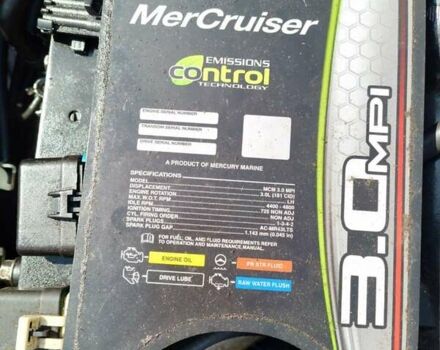 MerCruiser
EMISSIONS
control
TECHNOLOGY
ENGINE SERIAL NUMBER
TRANSOM SERIAL NUMBER
DRIVE SERIAL NUMBER
A PRODUCT OF MERCURY MARINE
SPECIFICATIONS
MODEL MCM 3.0 MPI
DISPLACEMENT 3.0L (181 CID)
ENGINE ROTATION LH
MAX. W.O.T. RPM 4400 - 4800
IDLE RPM 725 NON ADJ
IGNITION TIMING NON ADJ
CYL. FIRING ORDER 1-3-4-2
SPARK PLUGS AC-MR43LTS
SPARK PLUG GAP 1.143 mm (0.045 in)
FOR FUEL, OIL, AND FLUID REQUIREMENTS REFER
TO OPERATION AND MAINTENANCE MANUAL.
ENGINE OIL
DRIVE LUBE
PWR STR FLUID
RAW WATER FLUSH
3.0 MPI